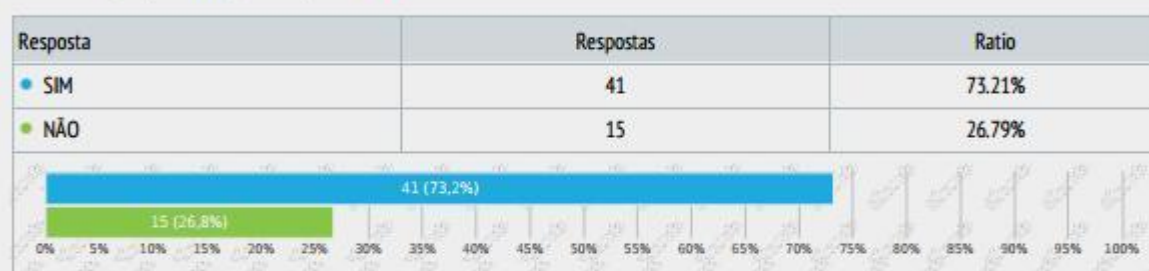 Resposta Respostas Ratio
SIM 41 73.21%
NÃO 15 26.79%
41 (73,2%)
15 (26,8%)
0% 5% 10% 15% 20% 25% 30% 35% 40% 45% 50% 55% 60% 65% 70% 75% 80% 85% 90% 95% 100%